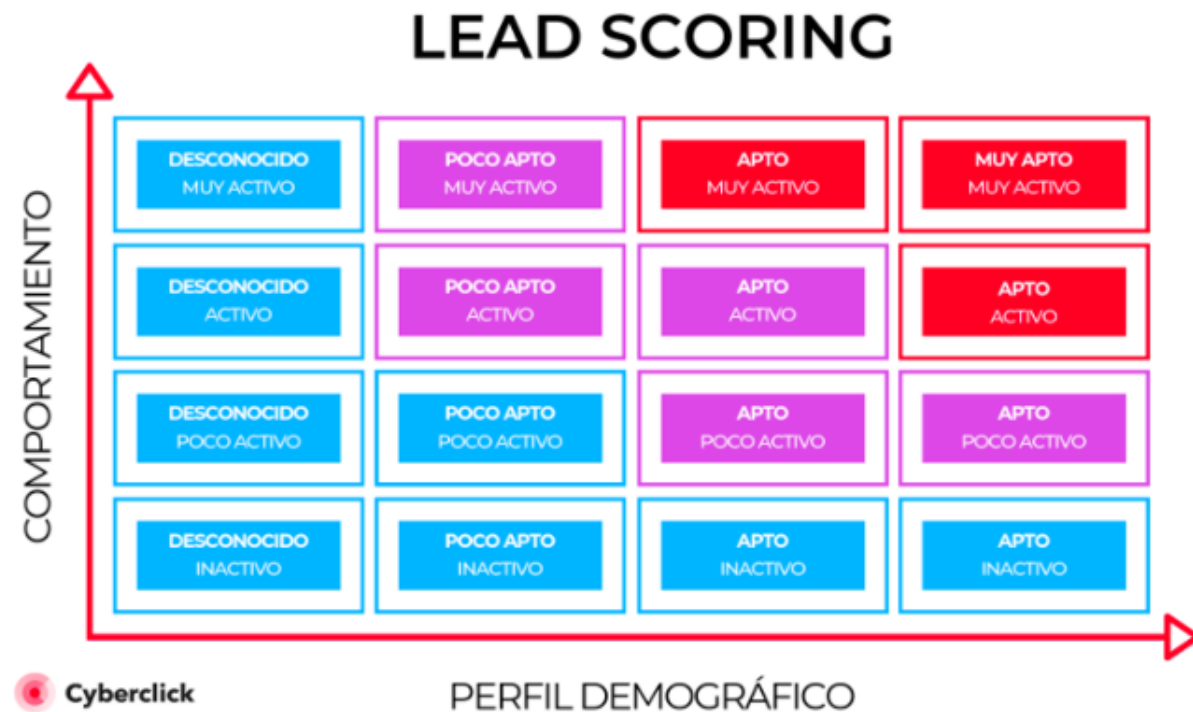 LEAD SCORING
COMPORTAMIENTO
DESCONOCIDO
MUY ACTIVO
POCO APTO
MUY ACTIVO
APTO
MUY ACTIVO
MUY APTO
MUY ACTIVO
DESCONOCIDO
ACTIVO
POCO APTO
ACTIVO
APTO
ACTIVO
APTO
ACTIVO
DESCONOCIDO
POCO ACTIVO
POCO APTO
POCO ACTIVO
APTO
POCO ACTIVO
APTO
POCO ACTIVO
DESCONOCIDO
INACTIVO
POCO APTO
INACTIVO
APTO
INACTIVO
APTO
INACTIVO
Cyberclick
PERFIL DEMOGRÁFICO